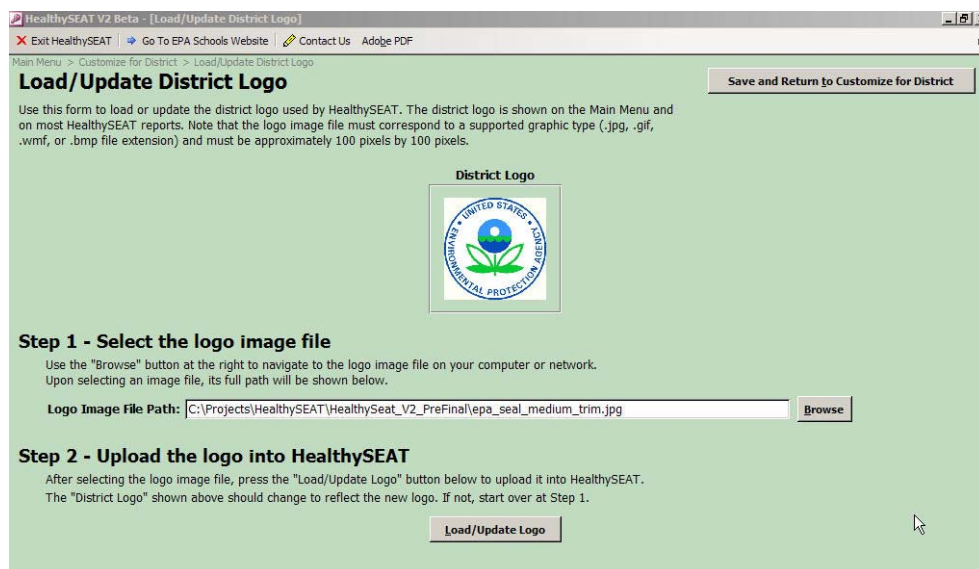 HealthySEAT V2 Beta - [Load/Update District Logo]
Exit HealthySEAT Go To EPA Schools Website Contact Us Adobe PDF
Main Menu > Customize for District > Load/Update District Logo
Load/Update District Logo
Save and Return to Customize for District
Use this form to load or update the district logo used by HealthySEAT. The district logo is shown on the Main Menu and
on most HealthySEAT reports. Note that the logo image file must correspond to a supported graphic type (.jpg, .gif,
.wmf, or .bmp file extension) and must be approximately 100 pixels by 100 pixels.
District Logo
UNITED STATES
ENVIRONMENTAL PROTECTION AGENCY
Step 1 - Select the logo image file
Use the "Browse" button at the right to navigate to the logo image file on your computer or network.
Upon selecting an image file, its full path will be shown below.
Logo Image File Path: C:\Projects\HealthySEAT\HealthySeat_V2_PreFinal\epa_seal_medium_trim.jpg Browse
Step 2 - Upload the logo into HealthySEAT
After selecting the logo image file, press the "Load/Update Logo" button below to upload it into HealthySEAT.
The "District Logo" shown above should change to reflect the new logo. If not, start over at Step 1.
Load/Update Logo